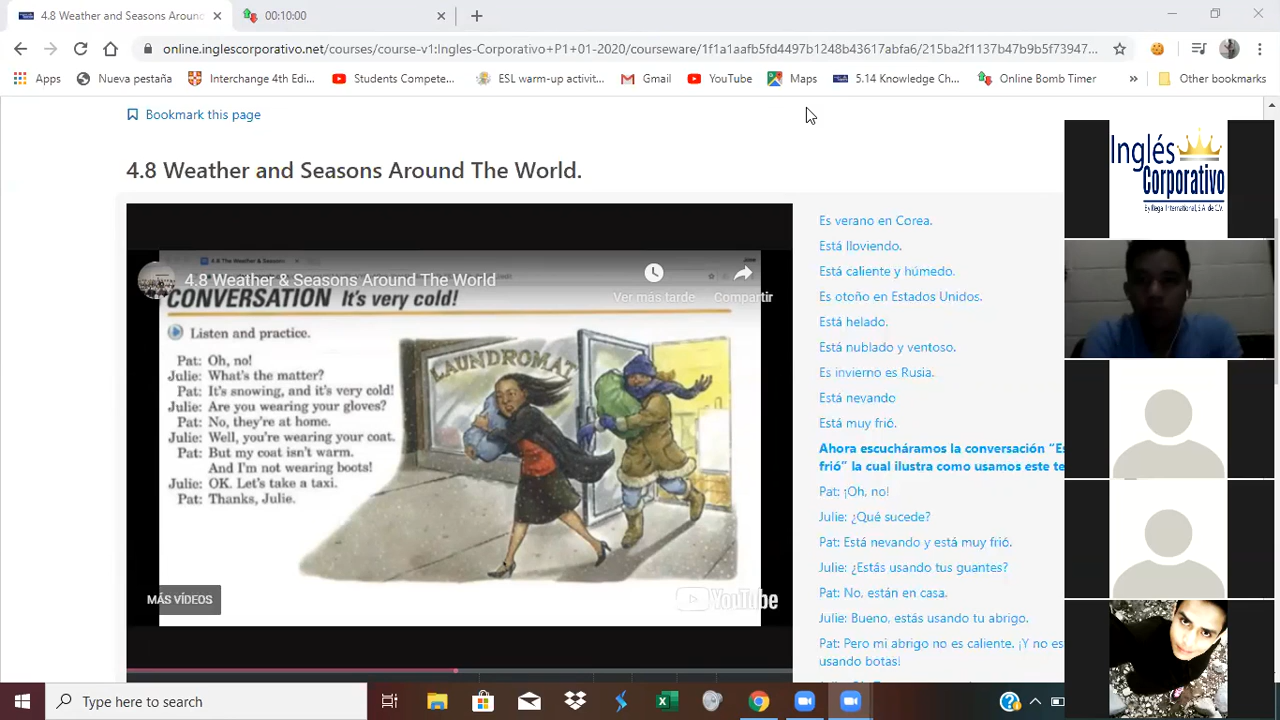 4.8 Weather and Seasons Aroun
00:10:00
online.inglescorporativo.net/courses/course-v1:Ingles-Corporativo+P1+01-2020/courseware/1f1a1aafb5fd4497b1248b43617abfa6/215ba2f1137b47b9b5f73947...
Apps
Nueva pestaña
Interchange 4th Edi...
Students Compete...
ESL warm-up activit...
Gmail
YouTube
Maps
5.14 Knowledge Ch...
Online Bomb Timer
»
Other bookmarks
Bookmark this page
4.8 Weather and Seasons Around The World.
4.8 Weather & Seasons Around The World
Ver más tarde
Compartir
CONVERSATION It's very cold!
Listen and practice.
Pat: Oh, no!
Julie: What's the matter?
Pat: It's snowing, and it's very cold!
Julie: Are you wearing your gloves?
Pat: No, they're at home.
Julie: Well, you're wearing your coat.
Pat: But my coat isn't warm.
And I'm not wearing boots!
Julie: OK. Let's take a taxi.
Pat: Thanks, Julie.
LAUNDROMAT
MÁS VÍDEOS
YouTube
Es verano en Corea.
Está lloviendo.
Está caliente y húmedo.
Es otoño en Estados Unidos.
Está helado.
Está nublado y ventoso.
Es invierno es Rusia.
Está nevando
Está muy frió.
Ahora escucháramos la conversación “Es
frió” la cual ilustra como usamos este te
Pat: ¡Oh, no!
Julie: ¿Qué sucede?
Pat: Está nevando y está muy frió.
Julie: ¿Estás usando tus guantes?
Pat: No, están en casa.
Julie: Bueno, estás usando tu abrigo.
Pat: Pero mi abrigo no es caliente. ¡Y no es
usando botas!
Inglés
Corporativo
By Rega International, S.A. de C.V.
Type here to search